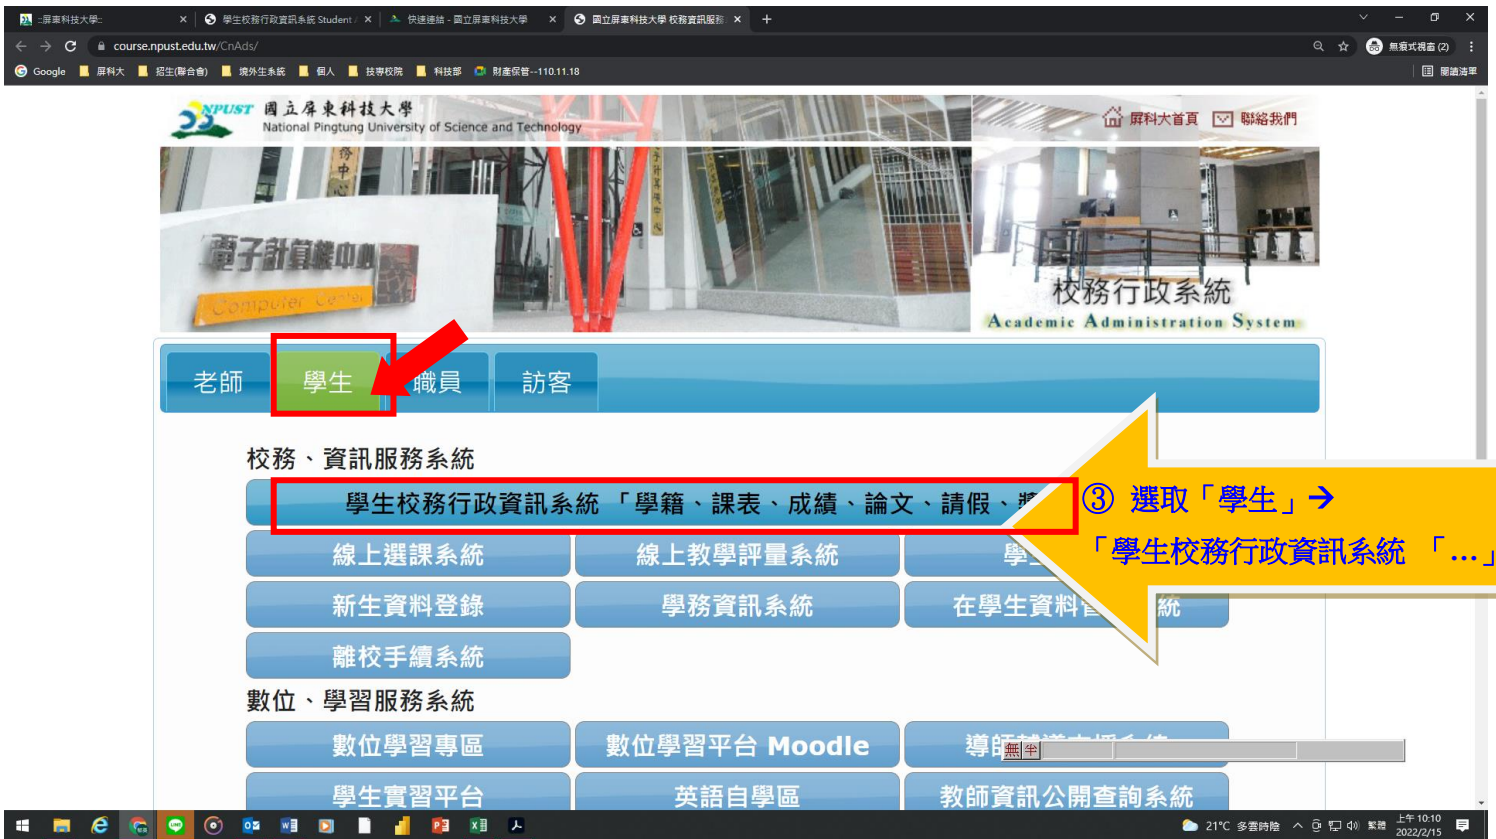 ::屏東科技大學::
學生校務行政資訊系統 Student /
快速連結 - 國立屏東科技大學
國立屏東科技大學 校務資訊服務
course.npust.edu.tw/CnAds/
無痕式視窗 (2)
Google
屏科大
招生(聯合會)
境外生系統
個人
技專校院
科技部
財產保管--110.11.18
閱讀清單
NPUST 國立屏東科技大學
National Pingtung University of Science and Technology
屏科大首頁
聯絡我們
電子計算機中心
Computer Center
校務行政系統
Academic Administration System
老師
學生
職員
訪客
校務、資訊服務系統
學生校務行政資訊系統 「學籍、課表、成績、論文、請假、獎
③ 選取「學生」→
「學生校務行政資訊系統 「…」
線上選課系統
線上教學評量系統
學
新生資料登錄
學務資訊系統
在學生資料
統
離校手續系統
數位、學習服務系統
數位學習專區
數位學習平台 Moodle
導師
無 半
學生實習平台
英語自學區
教師資訊公開查詢系統
21°C 多雲時陰
繁體
上午 10:10
2022/2/15